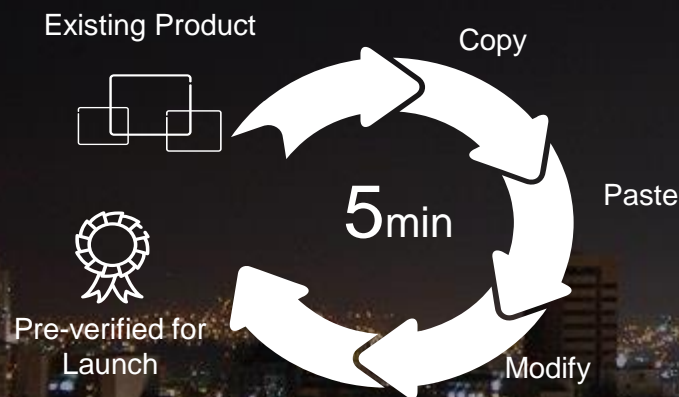 Existing Product
Copy
Paste
5min
Modify
Pre-verified for
Launch